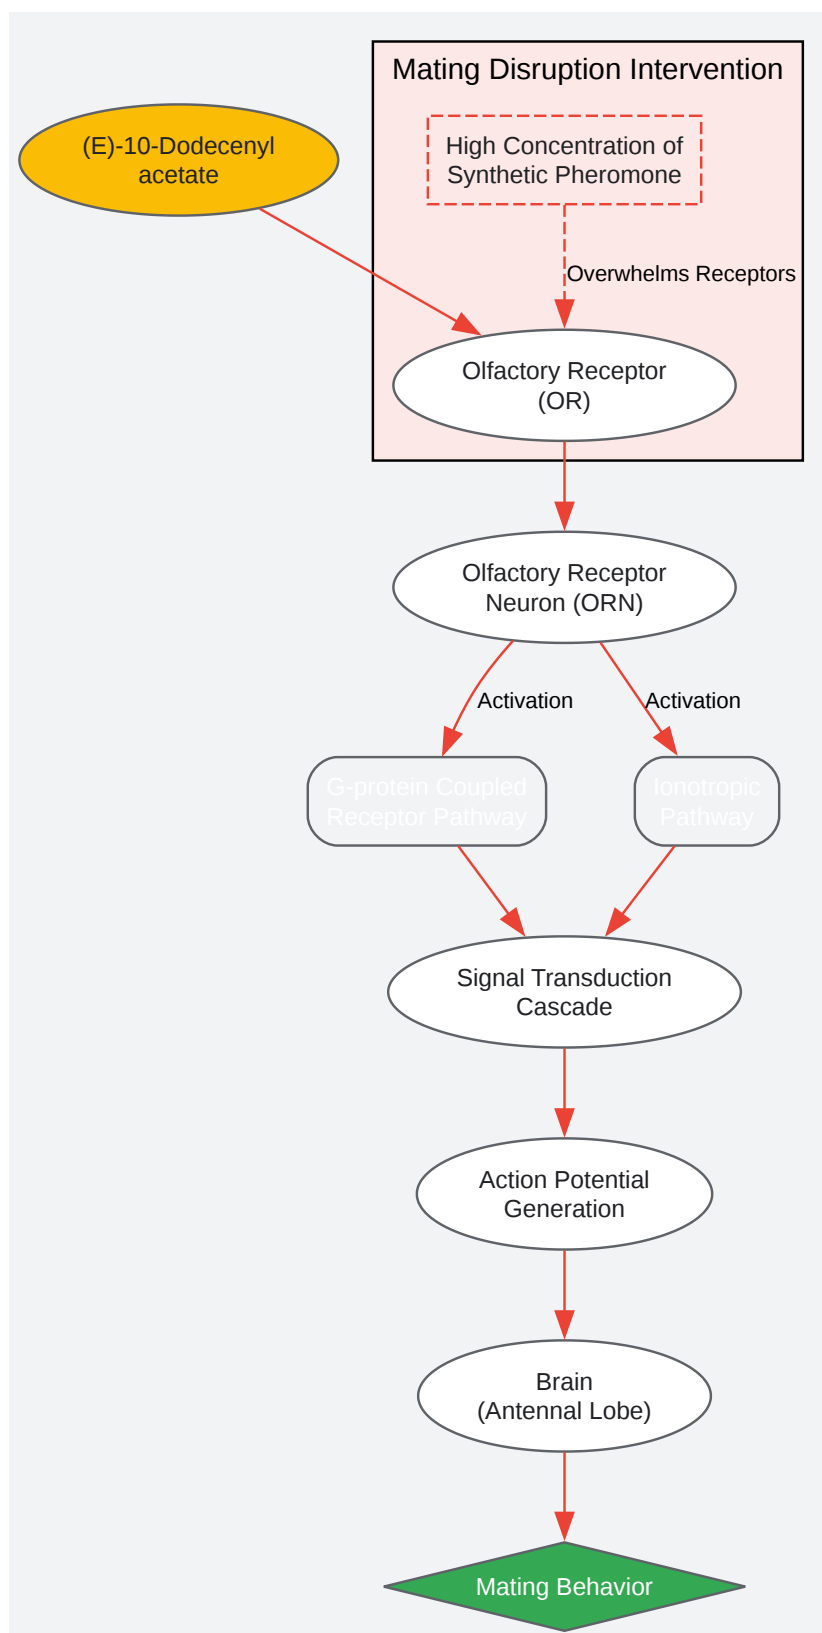 Mating Disruption Intervention
(E)-10-Dodecenyl
acetate
High Concentration of
Synthetic Pheromone
Overwhelms Receptors
Olfactory Receptor
(OR)
Olfactory Receptor
Neuron (ORN)
Activation
Activation
G-protein Coupled
Receptor Pathway
Ionotropic
Pathway
Signal Transduction
Cascade
Action Potential
Generation
Brain
(Antennal Lobe)
Mating Behavior